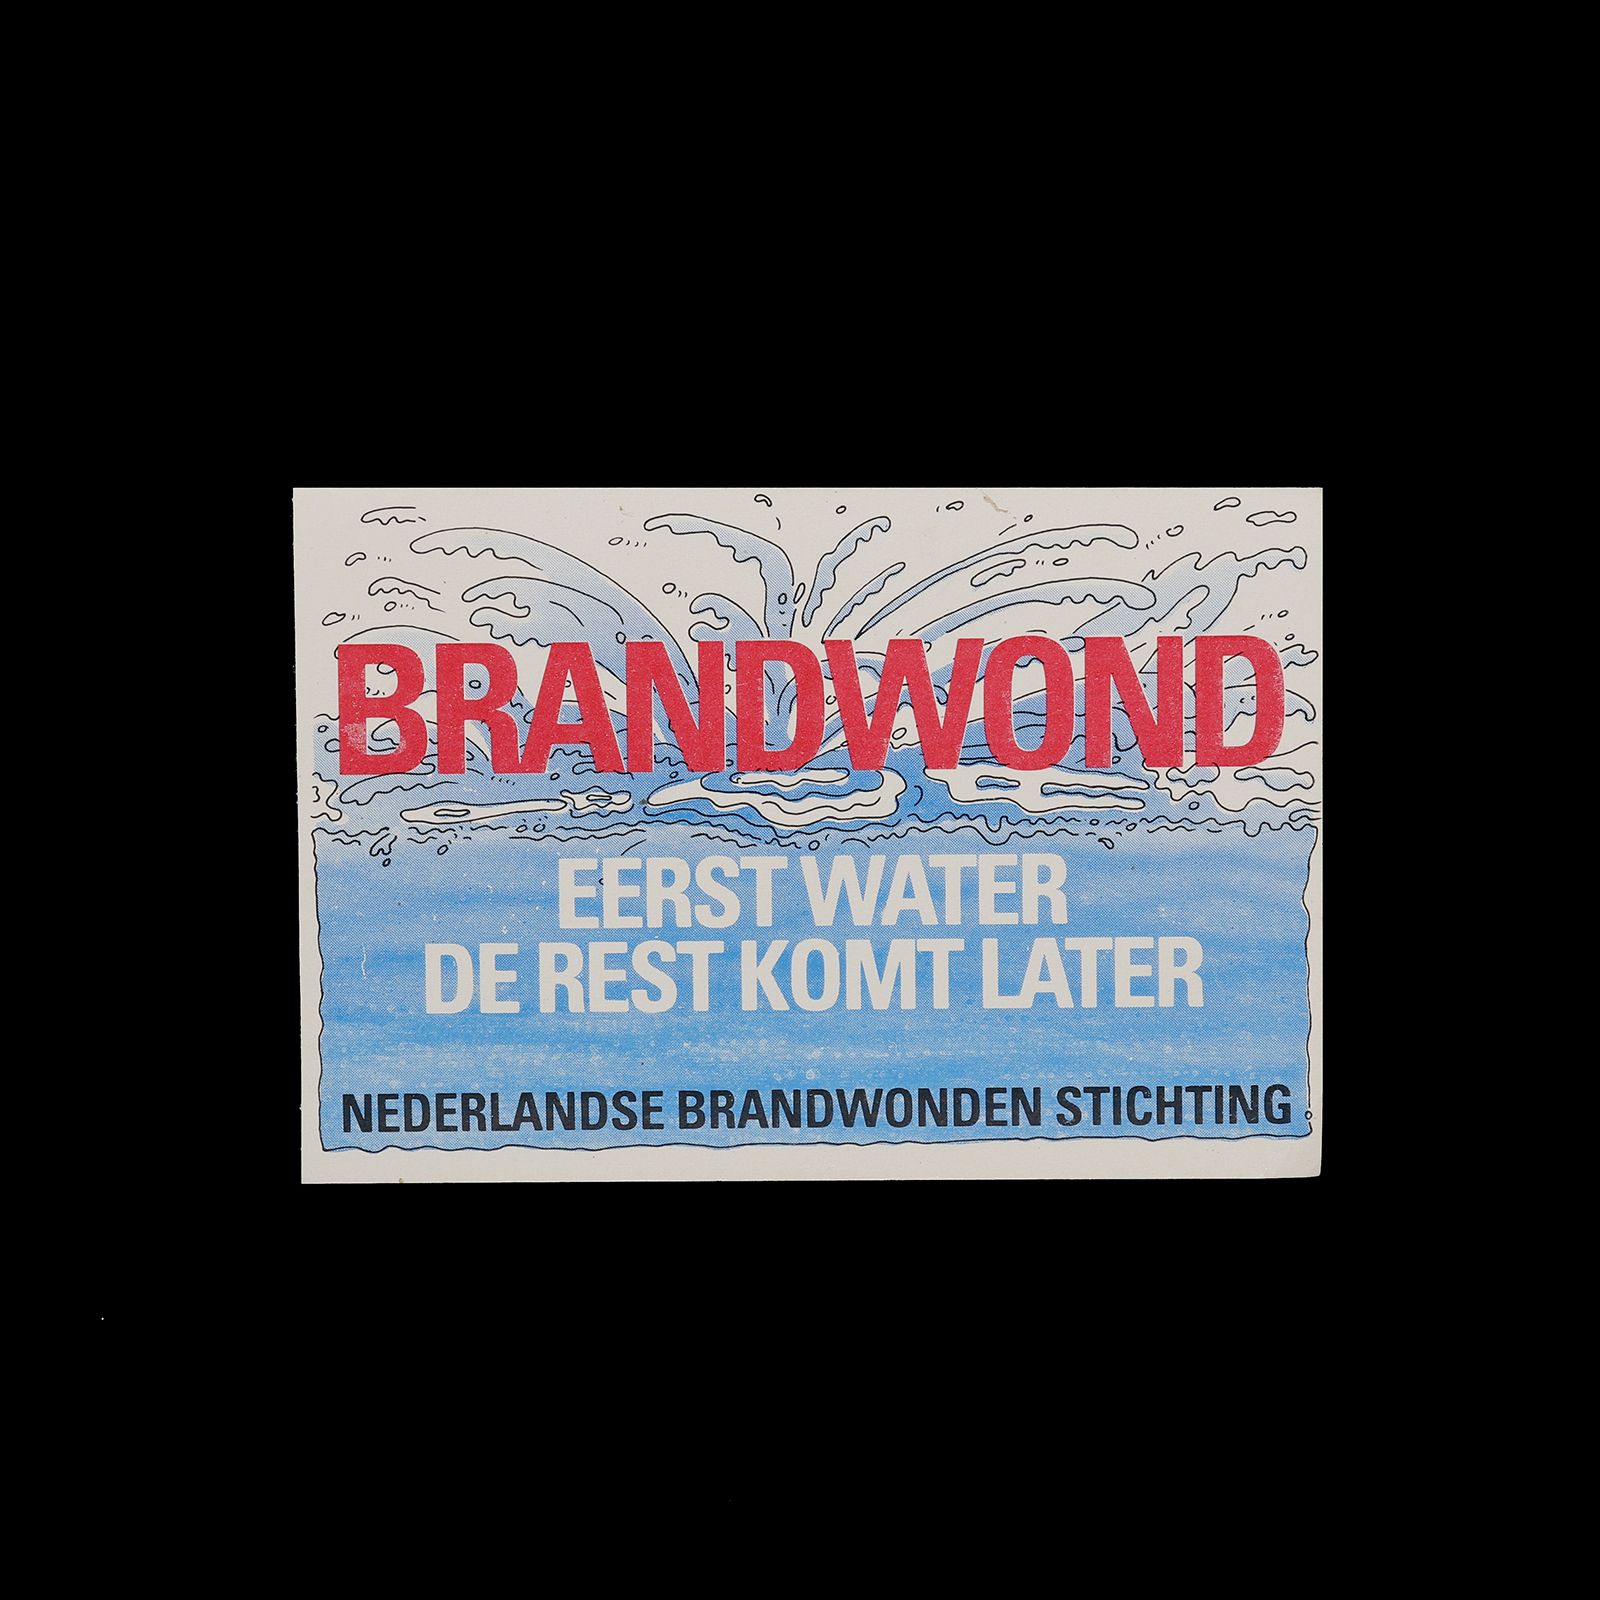 BRANDWOND
EERST WATER
DE REST KOMT LATER
NEDERLANDSE BRANDWONDEN STICHTING